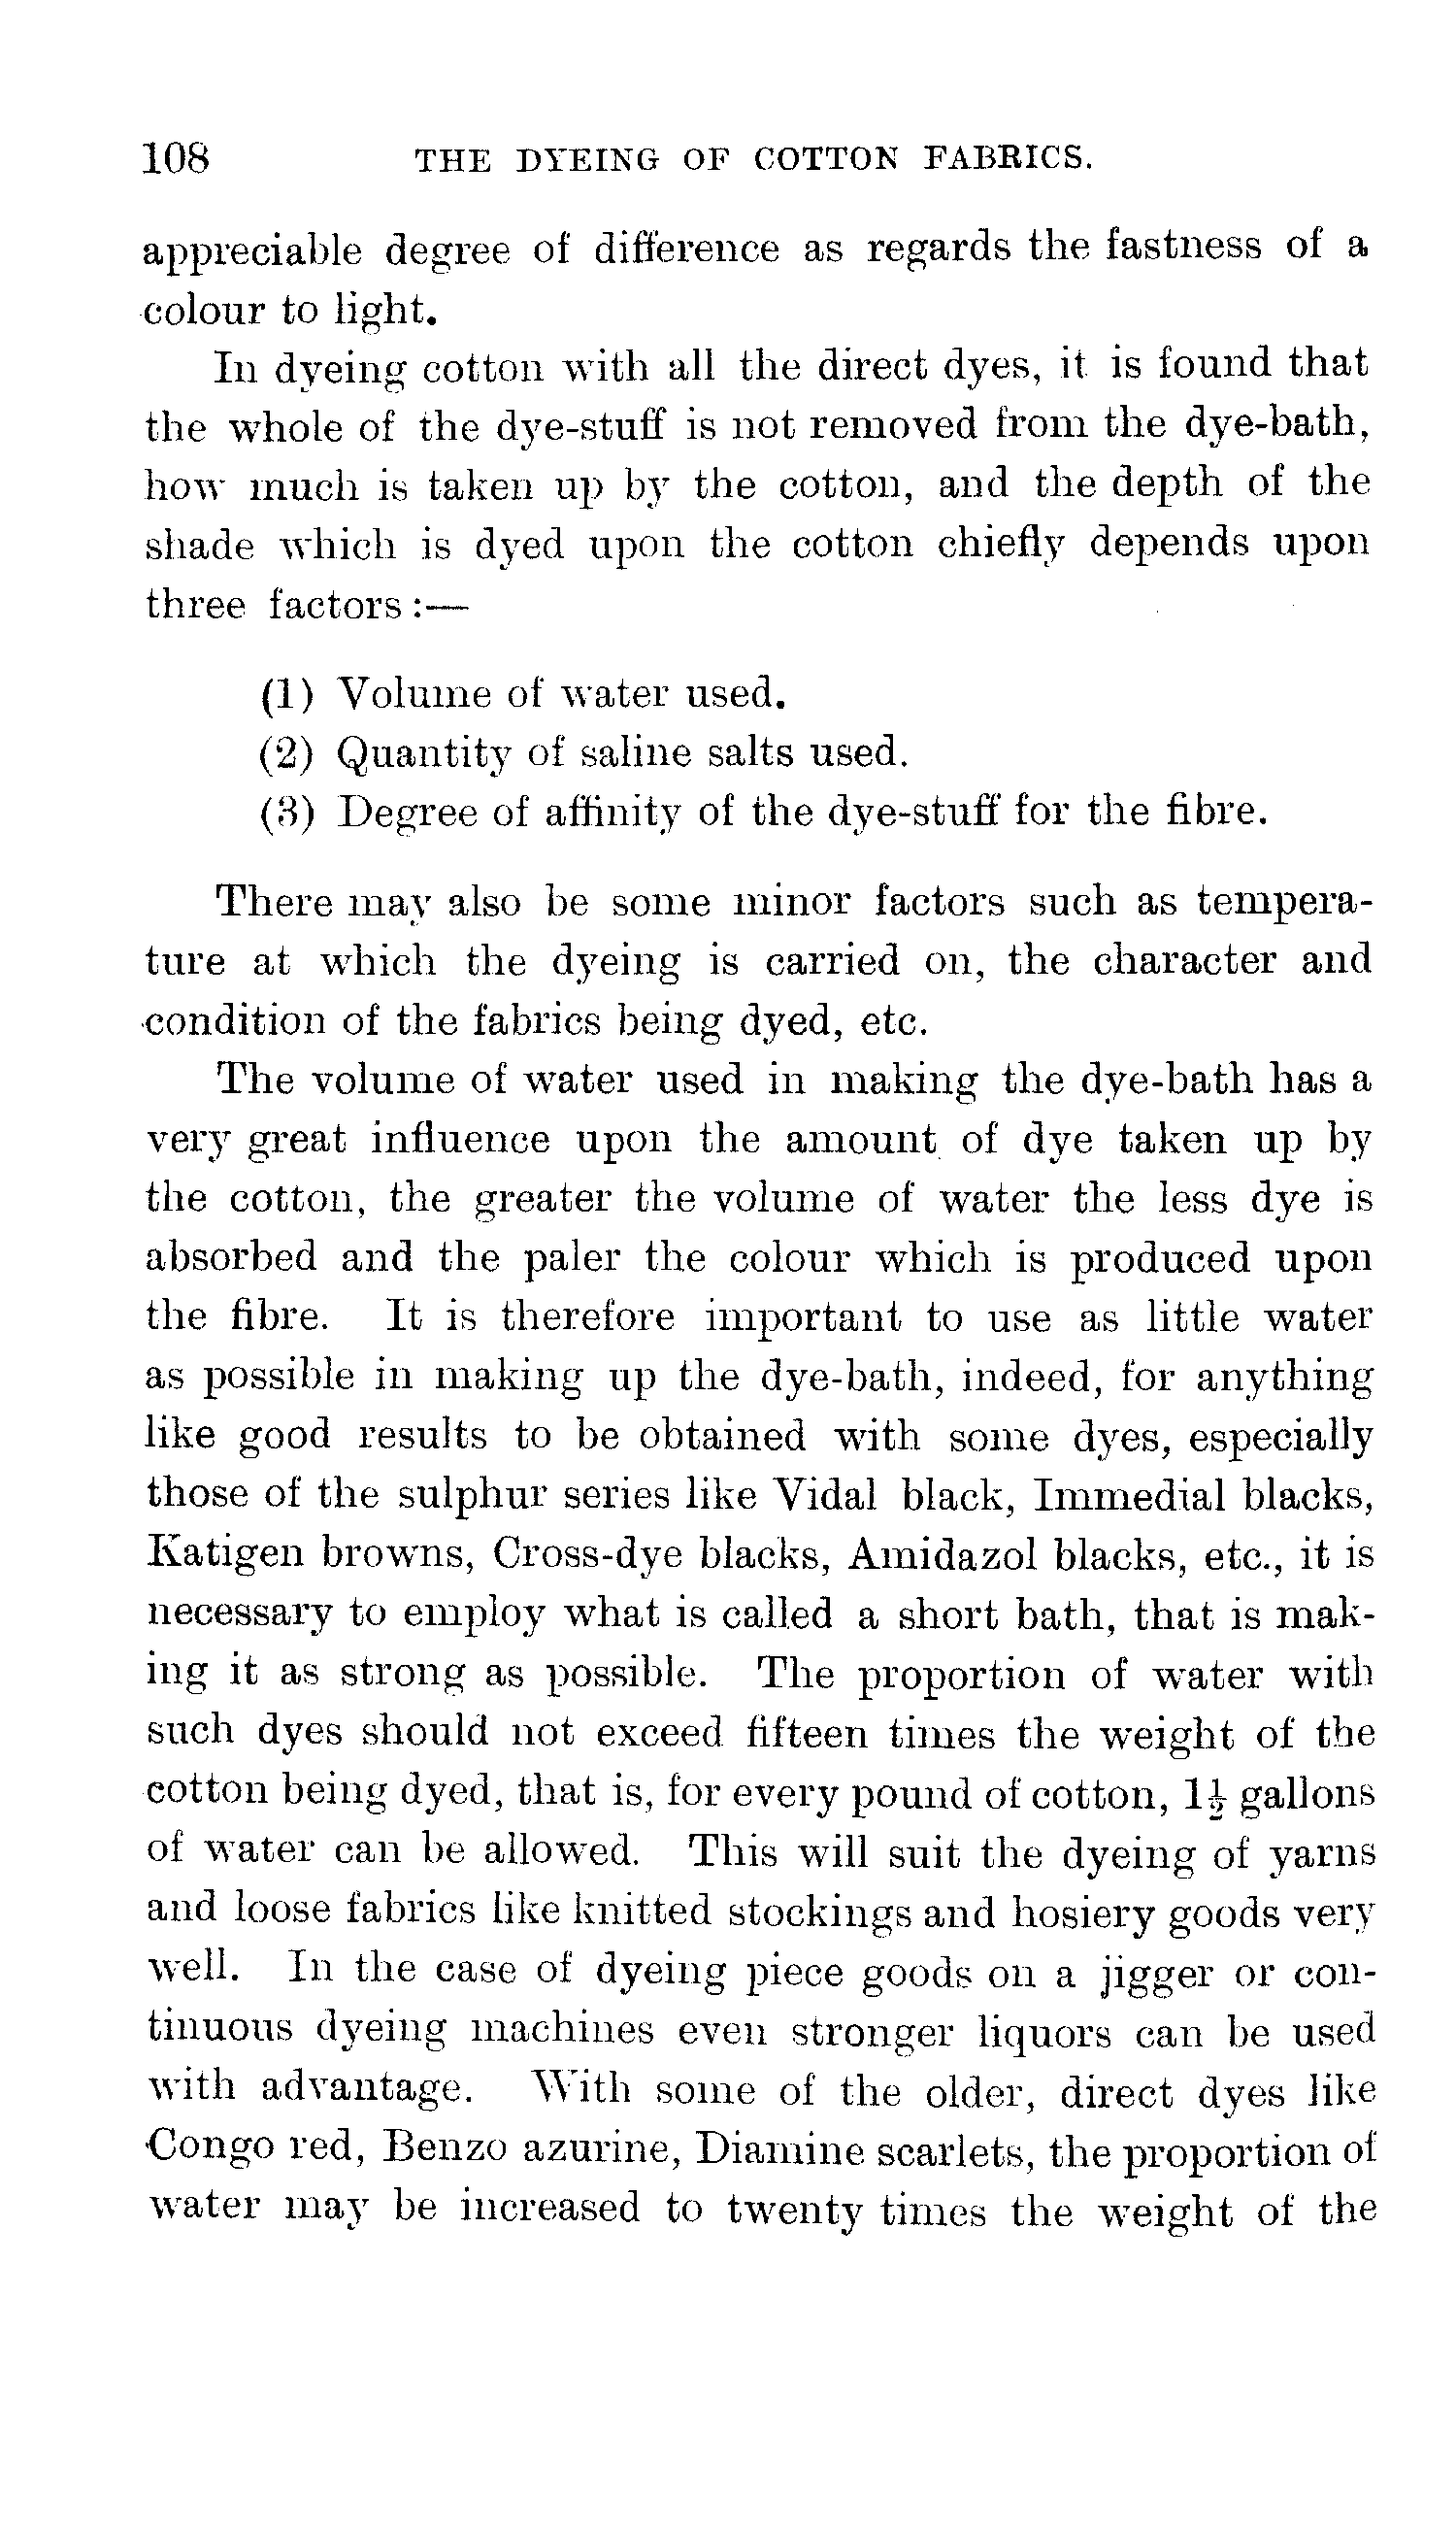 108 THE DYEING OF COTTON FABRICS.
appreciable degree of difference as regards the fastness of a
colour to light.
In dyeing cotton with all the direct dyes, it is found that
the whole of the dye-stuff is not removed from the dye-bath,
how much is taken up by the cotton, and the depth of the
shade which is dyed upon the cotton chiefly depends upon
three factors :—
(1) Volume of water used.
(2) Quantity of saline salts used.
(3) Degree of affinity of the dye-stuff for the fibre.
There may also be some minor factors such as tempera-
ture at which the dyeing is carried on, the character and
condition of the fabrics being dyed, etc.
The volume of water used in making the dye-bath has a
very great influence upon the amount of dye taken up by
the cotton, the greater the volume of water the less dye is
absorbed and the paler the colour which is produced upon
the fibre. It is therefore important to use as little water
as possible in making up the dye-bath, indeed, for anything
like good results to be obtained with some dyes, especially
those of the sulphur series like Vidal black, Immedial blacks,
Katigen browns, Cross-dye blacks, Amidazol blacks, etc., it is
necessary to employ what is called a short bath, that is mak-
ing it as strong as possible. The proportion of water with
such dyes should not exceed fifteen times the weight of the
cotton being dyed, that is, for every pound of cotton, 1½ gallons
of water can be allowed. This will suit the dyeing of yarns
and loose fabrics like knitted stockings and hosiery goods very
well. In the case of dyeing piece goods on a jigger or con-
tinuous dyeing machines even stronger liquors can be used
with advantage. With some of the older, direct dyes like
Congo red, Benzo azurine, Diamine scarlets, the proportion of
water may be increased to twenty times the weight of the